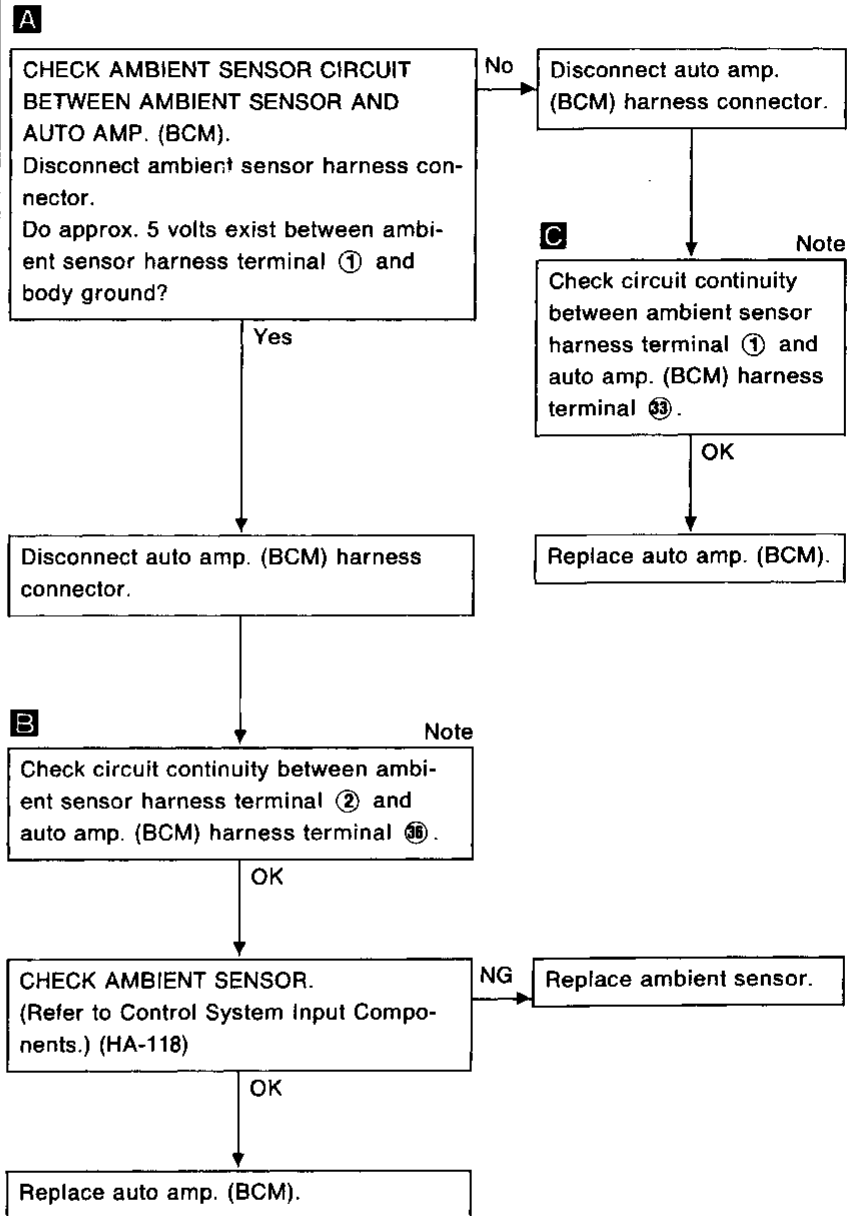 A
CHECK AMBIENT SENSOR CIRCUIT
BETWEEN AMBIENT SENSOR AND
AUTO AMP. (BCM).
Disconnect ambient sensor harness con-
nector.
Do approx. 5 volts exist between ambi-
ent sensor harness terminal ① and
body ground?
No
Disconnect auto amp.
(BCM) harness connector.
Yes
C
Note
Check circuit continuity
between ambient sensor
harness terminal ① and
auto amp. (BCM) harness
terminal ㉝.
OK
Replace auto amp. (BCM).
Disconnect auto amp. (BCM) harness
connector.
B
Note
Check circuit continuity between ambi-
ent sensor harness terminal ② and
auto amp. (BCM) harness terminal ㊱.
OK
CHECK AMBIENT SENSOR.
(Refer to Control System Input Compo-
nents.) (HA-118)
NG
Replace ambient sensor.
OK
Replace auto amp. (BCM).